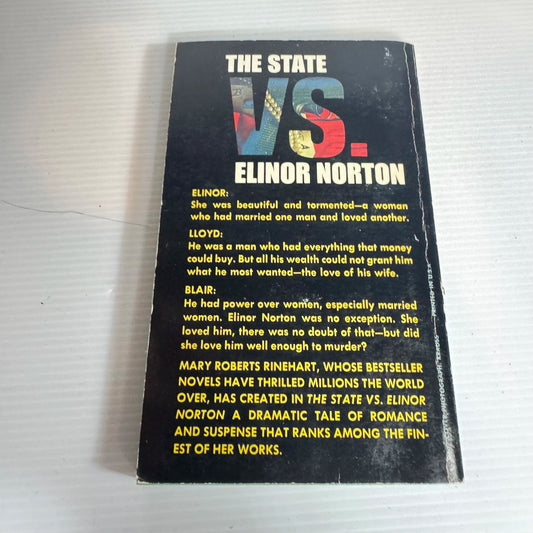 THE STATE
VS.
ELINOR NORTON
ELINOR:
She was beautiful and tormented—a woman
who had married one man and loved another.
LLOYD:
He was a man who had everything that money
could buy. But all his wealth could not grant him
what he most wanted—the love of his wife.
BLAIR:
He had power over women, especially married
women. Elinor Norton was no exception. She
loved him, there was no doubt of that—but did
she love him well enough to murder?
MARY ROBERTS RINEHART, WHOSE BESTSELLER
NOVELS HAVE THRILLED MILLIONS THE WORLD
OVER, HAS CREATED IN THE STATE VS. ELINOR
NORTON A DRAMATIC TALE OF ROMANCE
AND SUSPENSE THAT RANKS AMONG THE FIN-
EST OF HER WORKS.
COVER PHOTOGRAPH: PRINTED IN U.S.A.